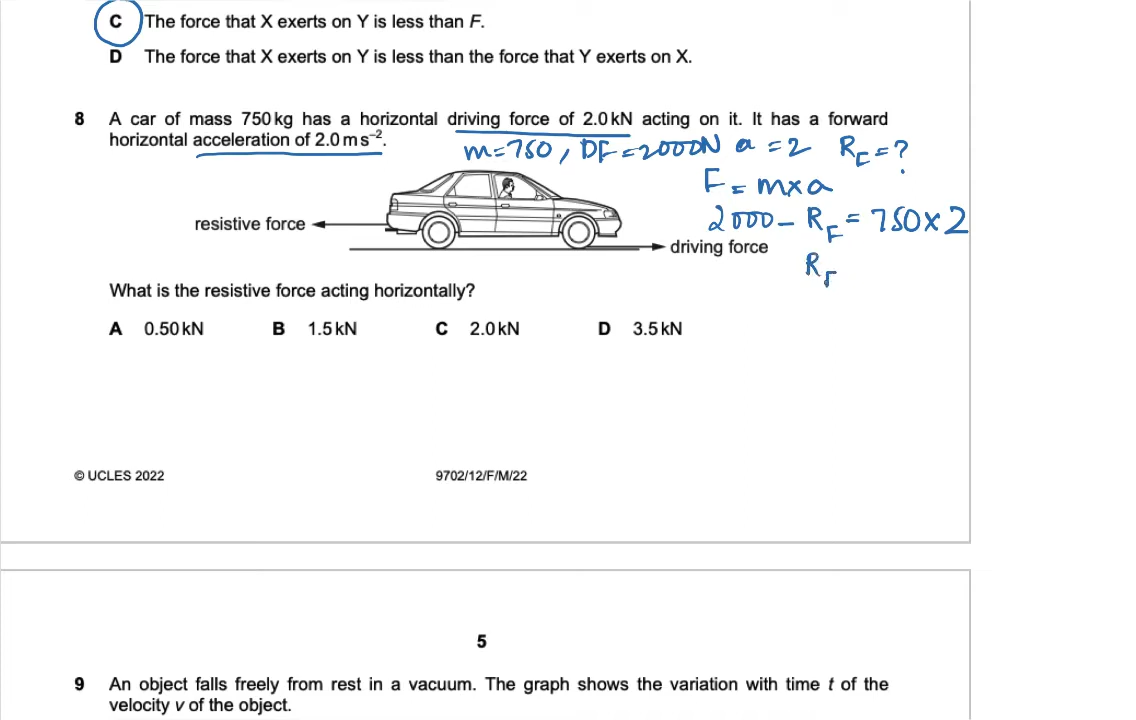 C The force that X exerts on Y is less than F.
D The force that X exerts on Y is less than the force that Y exerts on X.
8 A car of mass 750 kg has a horizontal driving force of 2.0 kN acting on it. It has a forward
horizontal acceleration of 2.0 m s⁻².
m=750, DF=2000N a=2 RF=?
F = m×a
2000 - RF = 750×2
RF
resistive force
driving force
What is the resistive force acting horizontally?
A 0.50 kN B 1.5 kN C 2.0 kN D 3.5 kN
© UCLES 2022 9702/12/F/M/22
5
9 An object falls freely from rest in a vacuum. The graph shows the variation with time t of the
velocity v of the object.